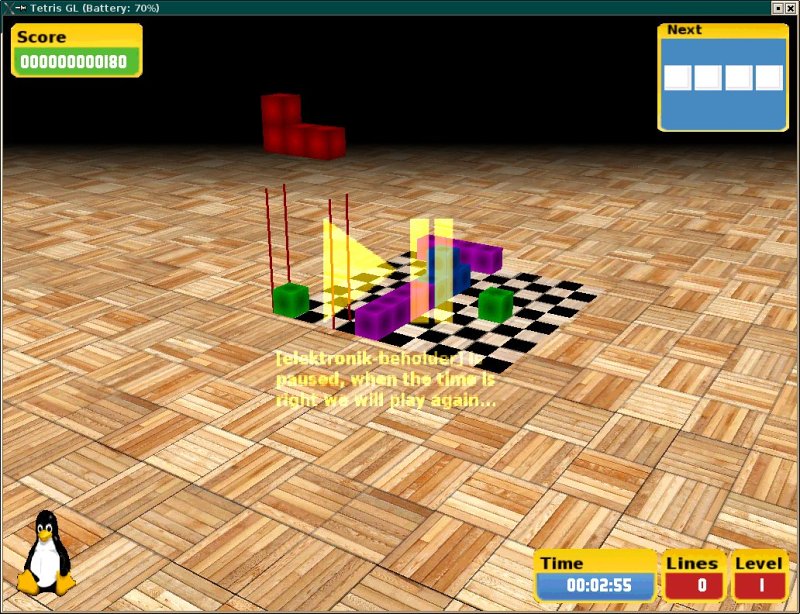 Tetris GL (Battery: 70%)
Score
000000000180
Next
[elektronik-beholder] is
paused, when the time is
right we will play again...
Time
00:02:55
Lines
0
Level
1